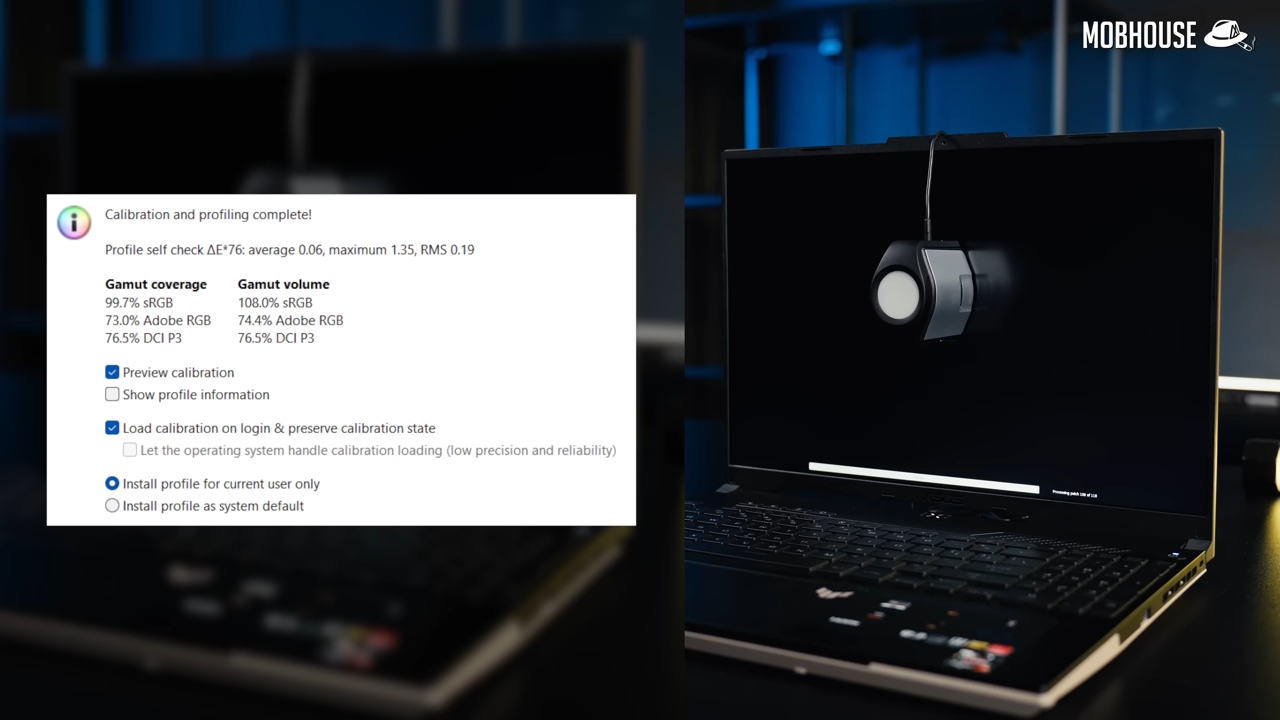 MOBHOUSE
Calibration and profiling complete!
Profile self check ΔE*76: average 0.06, maximum 1.35, RMS 0.19
Gamut coverage Gamut volume
99.7% sRGB 108.0% sRGB
73.0% Adobe RGB 74.4% Adobe RGB
76.5% DCI P3 76.5% DCI P3
Preview calibration
Show profile information
Load calibration on login & preserve calibration state
Let the operating system handle calibration loading (low precision and reliability)
Install profile for current user only
Install profile as system default